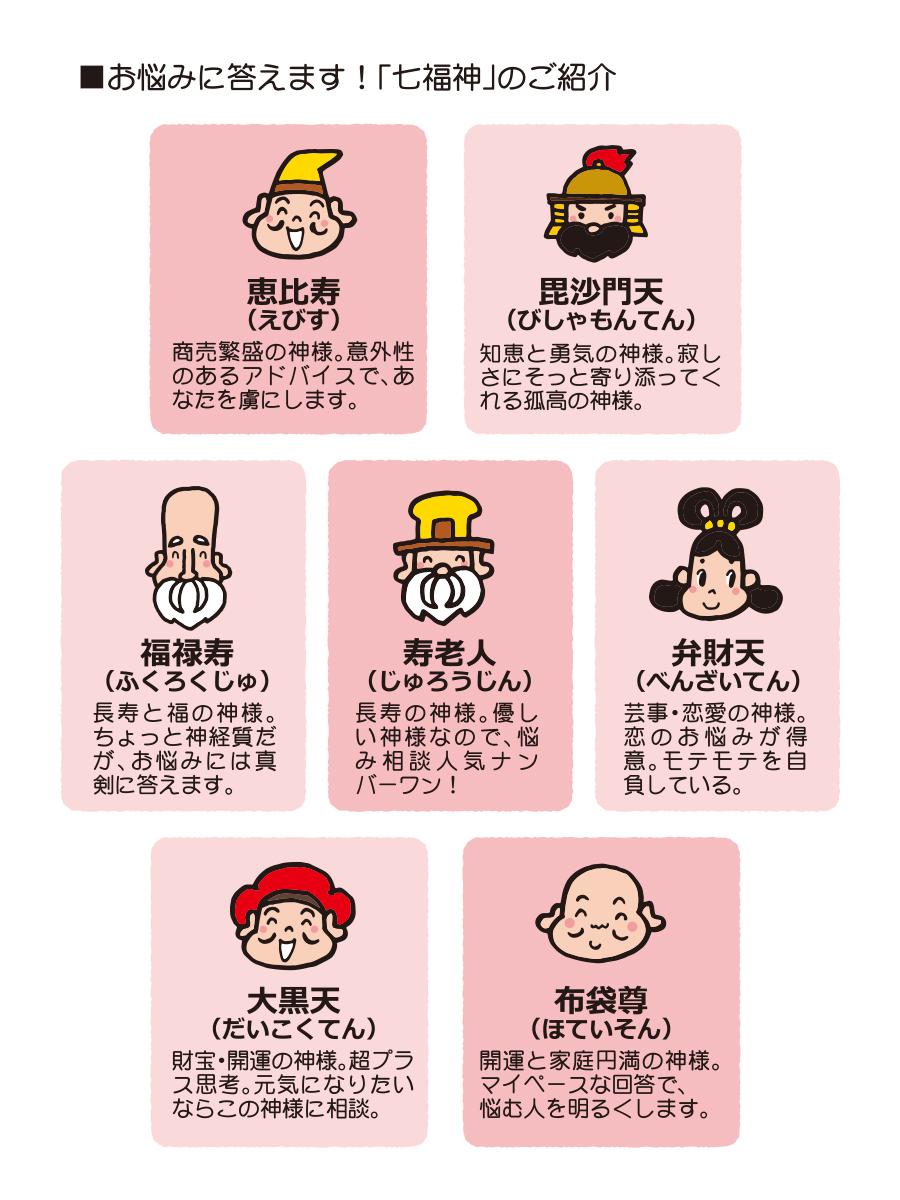 ■お悩みに答えます！「七福神」のご紹介
恵比寿
（えびす）
商売繁盛の神様。意外性
のあるアドバイスで、あ
なたを虜にします。
毘沙門天
（びしゃもんてん）
知恵と勇気の神様。寂し
さにそっと寄り添ってく
れる孤高の神様。
福禄寿
（ふくろくじゅ）
長寿と福の神様。
ちょっと神経質だ
が、お悩みには真
剣に答えます。
寿老人
（じゅろうじん）
長寿の神様。優し
い神様なので、悩
み相談人気ナン
バーワン！
弁財天
（べんざいてん）
芸事・恋愛の神様。
恋のお悩みが得
意。モテモテを自
負している。
大黒天
（だいこくてん）
財宝・開運の神様。超プラ
ス思考。元気になりたい
ならこの神様に相談。
布袋尊
（ほていそん）
開運と家庭円満の神様。
マイペースな回答で、
悩む人を明るくします。